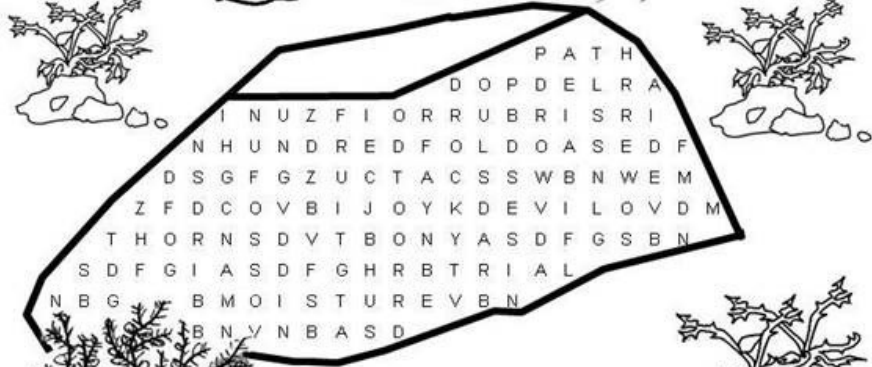 P A T H
D O P D E L R A
I N U Z F I O R R U B R I S R I
N H U N D R E D F O L D O A S E D F
D S G F G Z U C T A C S S W B N W E M
Z F D C O V B I J O Y K D E V I L O V D M
T H O R N S D V T B O N Y A S D F G S B N
S D F G I A S D F G H R B T R I A L
N B G B M O I S T U R E V B N
B N V N B A S D